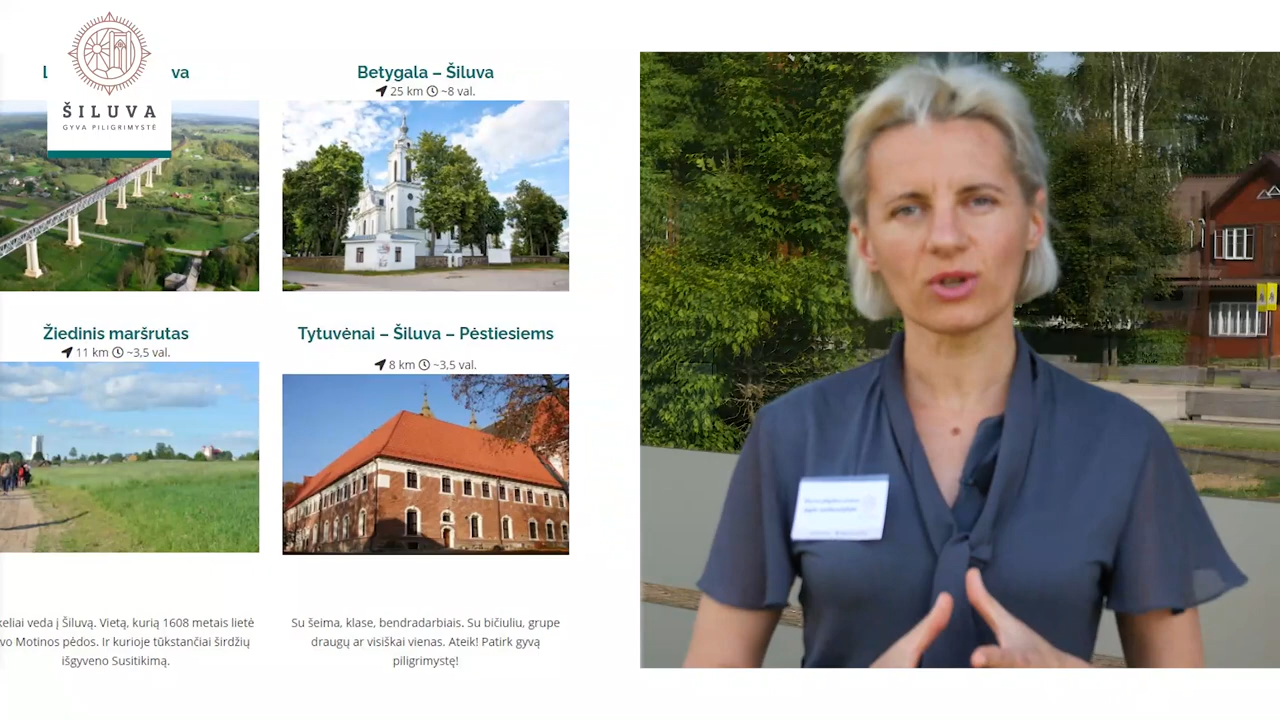 ŠILUVA
GYVA PILIGRIMYSTĖ
L
va
Betygala – Šiluva
25 km ~8 val.
Žiedinis maršrutas
11 km ~3,5 val.
Tytuvėnai – Šiluva – Pėstiesiems
8 km ~3,5 val.
keliai veda į Šiluvą. Vietą, kurią 1608 metais lietė
vo Motinos pėdos. Ir kurioje tūkstančiai širdžių
išgyveno Susitikimą.
Su šeima, klase, bendradarbiais. Su bičiuliu, grupe
draugų ar visiškai vienas. Ateik! Patirk gyvą
piligrimystę!